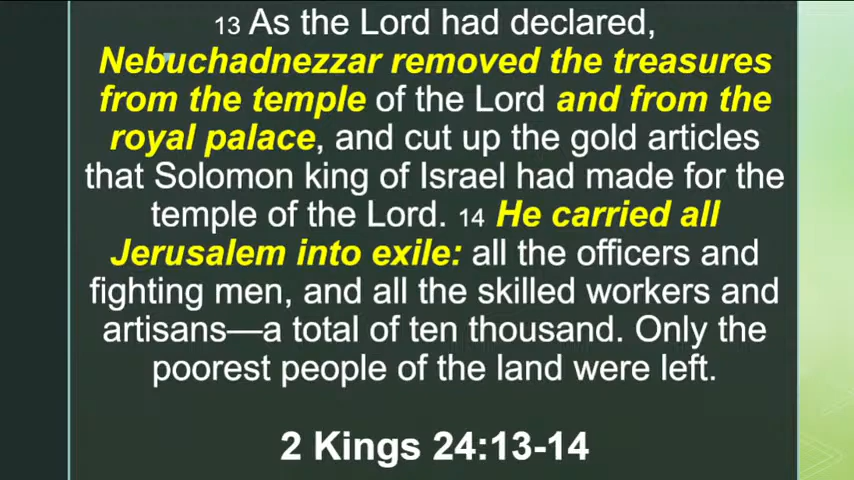 13 As the Lord had declared,
Nebuchadnezzar removed the treasures
from the temple of the Lord and from the
royal palace, and cut up the gold articles
that Solomon king of Israel had made for the
temple of the Lord. 14 He carried all
Jerusalem into exile: all the officers and
fighting men, and all the skilled workers and
artisans—a total of ten thousand. Only the
poorest people of the land were left.
2 Kings 24:13-14